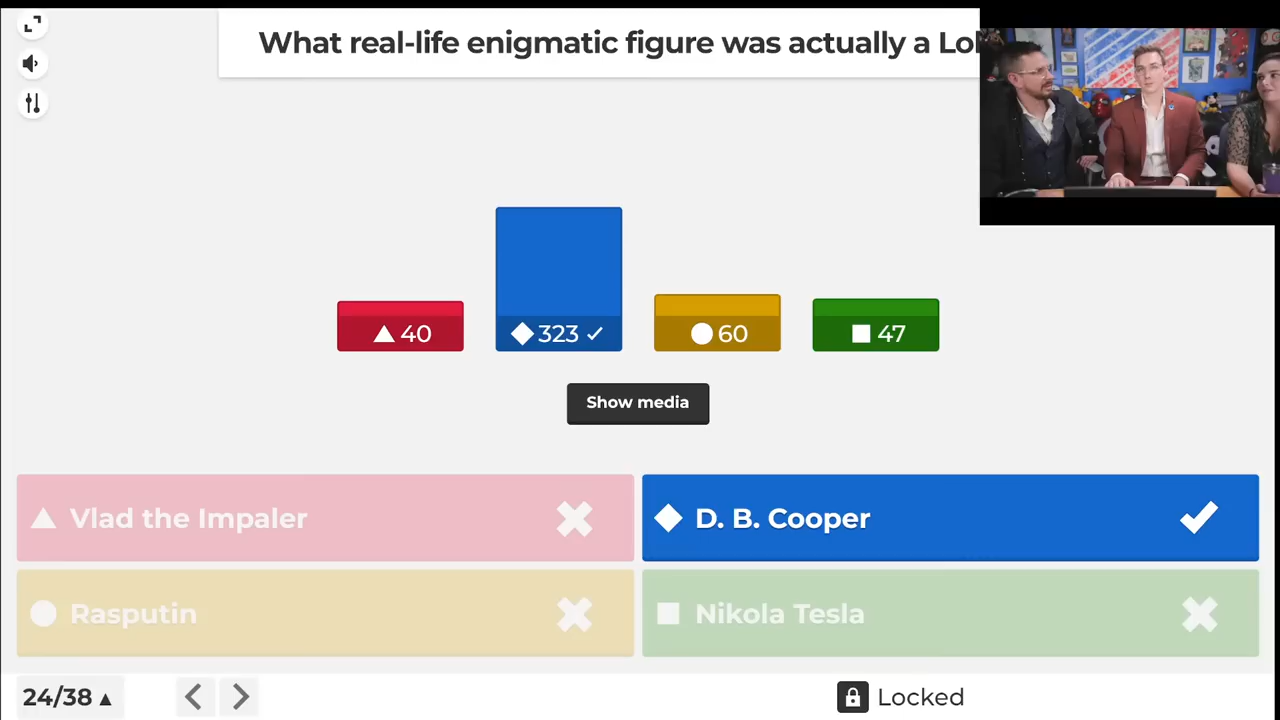 What real-life enigmatic figure was actually a Lo
40
323
60
47
Show media
Vlad the Impaler
D. B. Cooper
Rasputin
Nikola Tesla
24/38
Locked